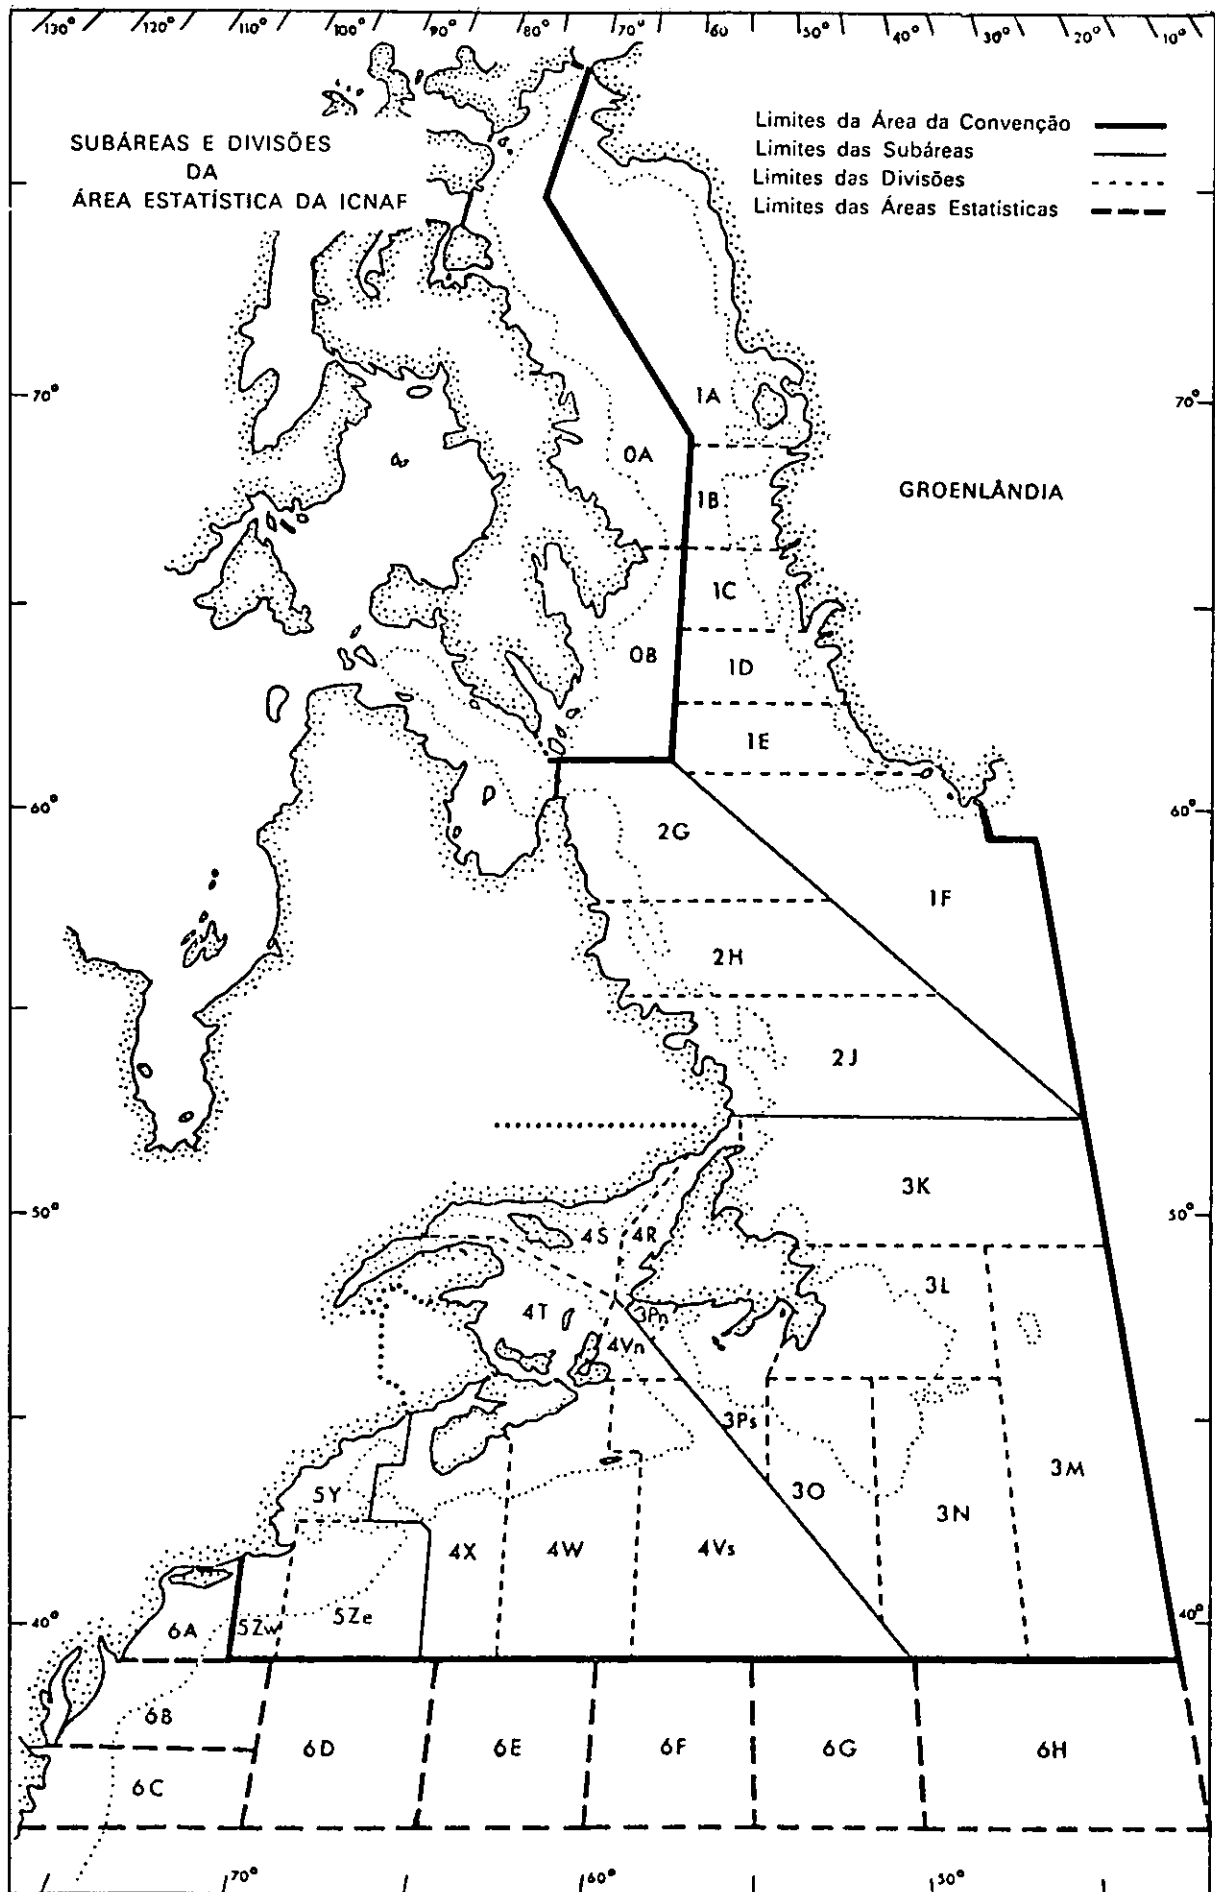 130° 120° 110° 100° 90° 80° 70° 60 50° 40° 30° 20° 10°
SUBÁREAS E DIVISÕES
DA
ÁREA ESTATÍSTICA DA ICNAF
Limites da Área da Convenção
Limites das Subáreas
Limites das Divisões
Limites das Áreas Estatísticas
70° 1A 70°
0A
1B
GROENLÂNDIA
1C
0B 1D
1E
60° 60°
2G
1F
2H
2J
3K
50° 50°
4S 4R
3L
4T 3Pn
4Vn
3Ps
3M
5Y 3O
3N
4X 4W 4Vs
6A 5Zw 5Ze
40° 40°
6B
6D 6E 6F 6G 6H
6C
70° 60° 50°